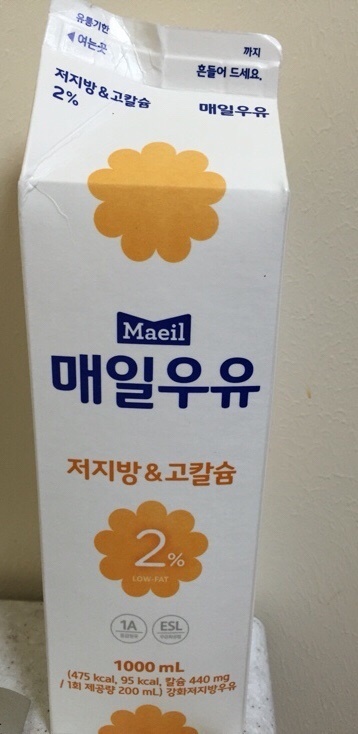 유통기한
◀여는곳
까지
흔들어 드세요.
저지방&고칼슘
2%
매일우유
Maeil
매일우유
저지방&고칼슘
2%
LOW-FAT
1A
ESL
1000 mL
(475 kcal, 95 kcal, 칼슘 440 mg
/ 1회 제공량 200 mL) 강화저지방우유